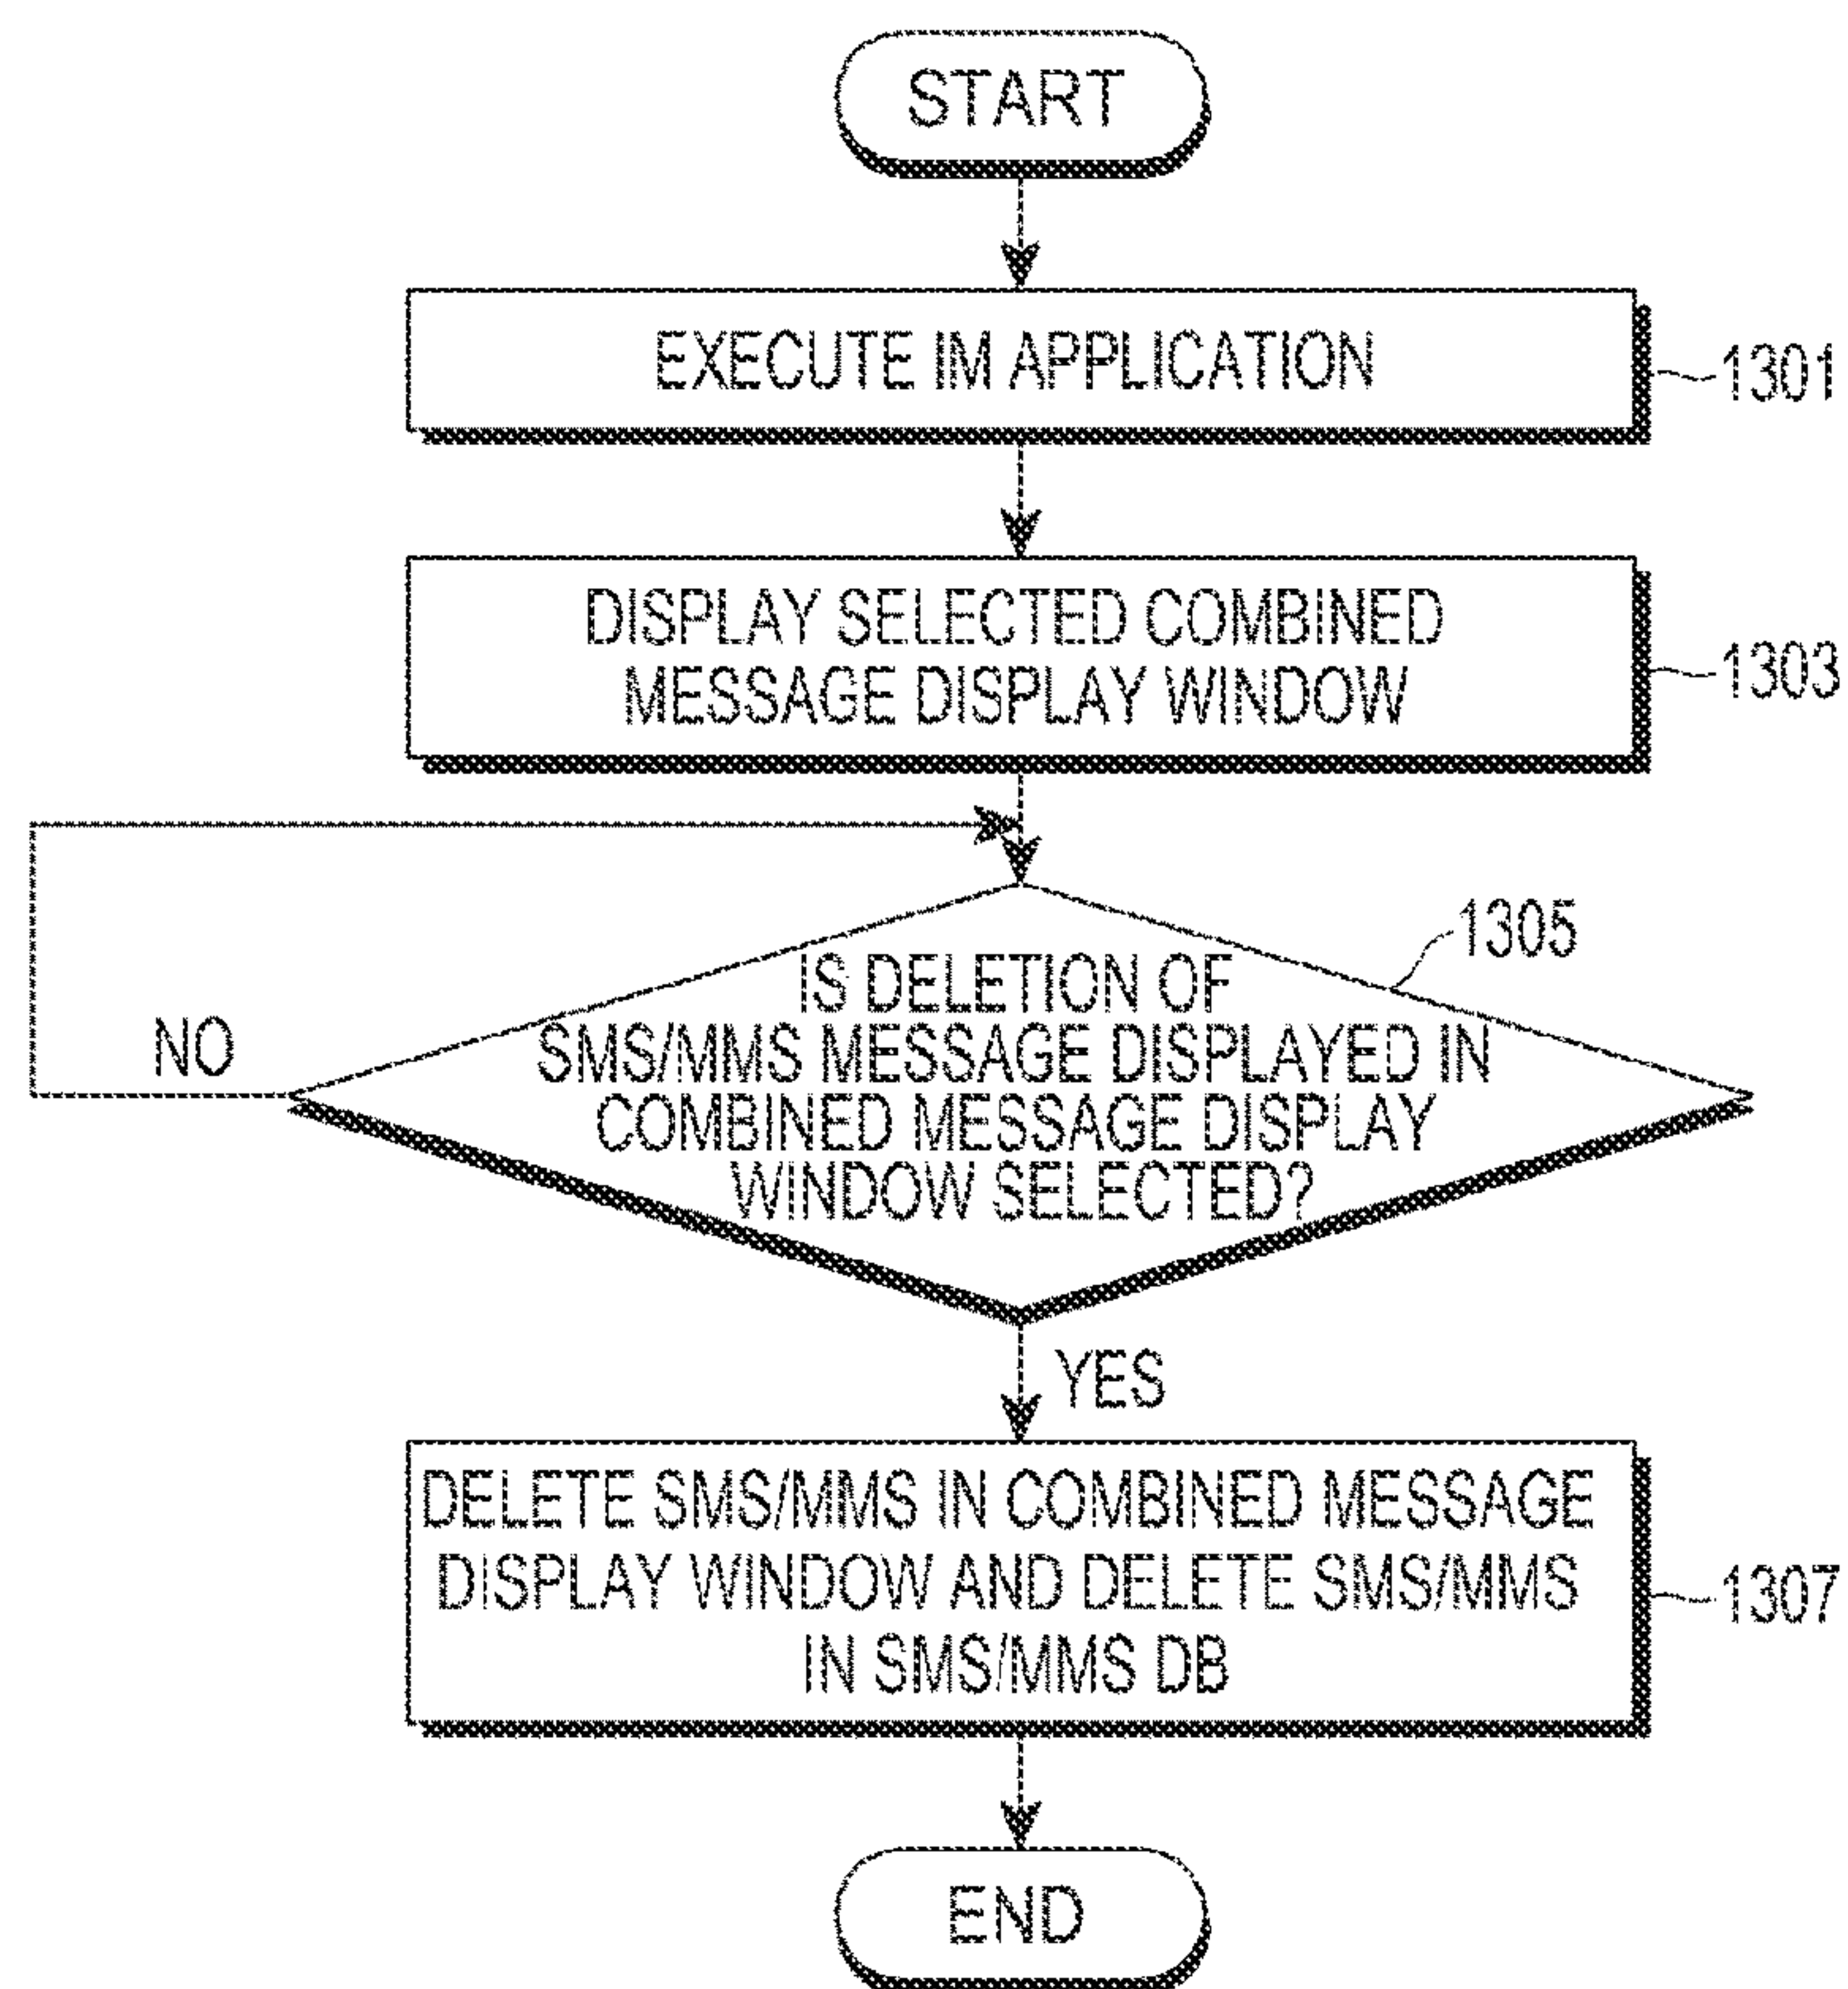 START
EXECUTE IM APPLICATION
1301
DISPLAY SELECTED COMBINED
MESSAGE DISPLAY WINDOW
1303
1305
IS DELETION OF
SMS/MMS MESSAGE DISPLAYED IN
COMBINED MESSAGE DISPLAY
WINDOW SELECTED?
NO
YES
DELETE SMS/MMS IN COMBINED MESSAGE
DISPLAY WINDOW AND DELETE SMS/MMS
IN SMS/MMS DB
1307
END